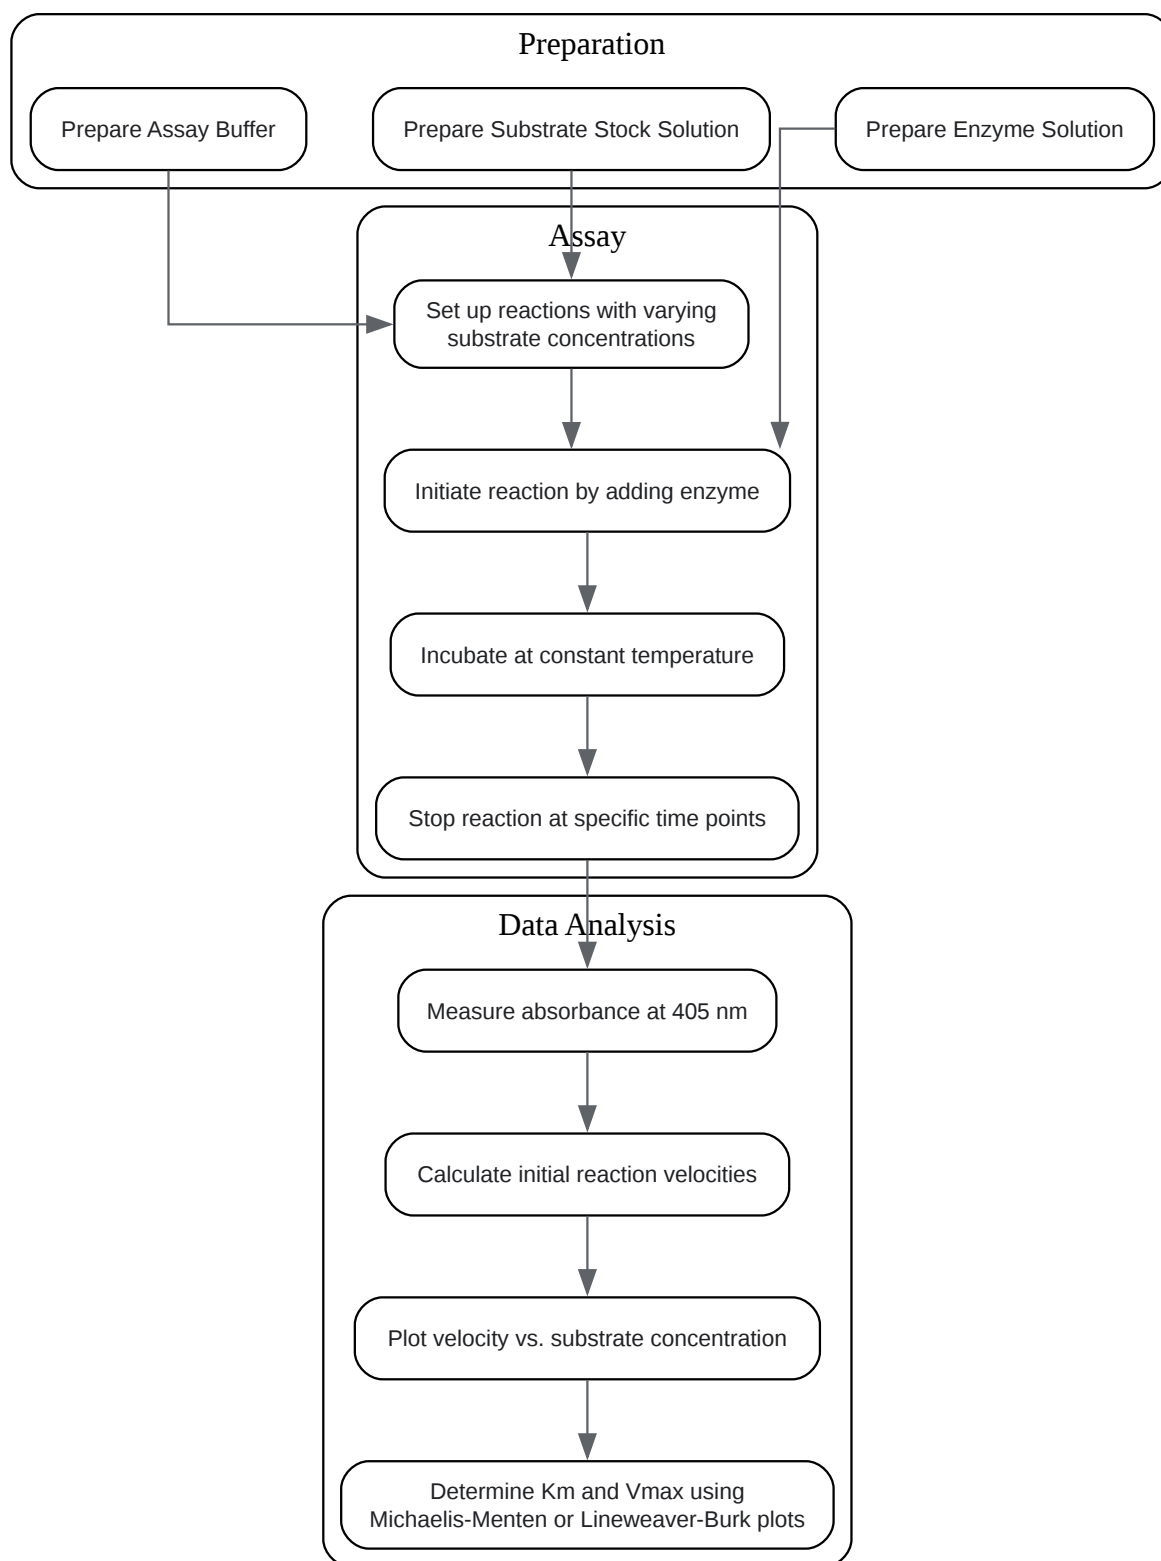 Preparation
Prepare Assay Buffer
Prepare Substrate Stock Solution
Prepare Enzyme Solution
Assay
Set up reactions with varying
substrate concentrations
Initiate reaction by adding enzyme
Incubate at constant temperature
Stop reaction at specific time points
Data Analysis
Measure absorbance at 405 nm
Calculate initial reaction velocities
Plot velocity vs. substrate concentration
Determine Km and Vmax using
Michaelis-Menten or Lineweaver-Burk plots